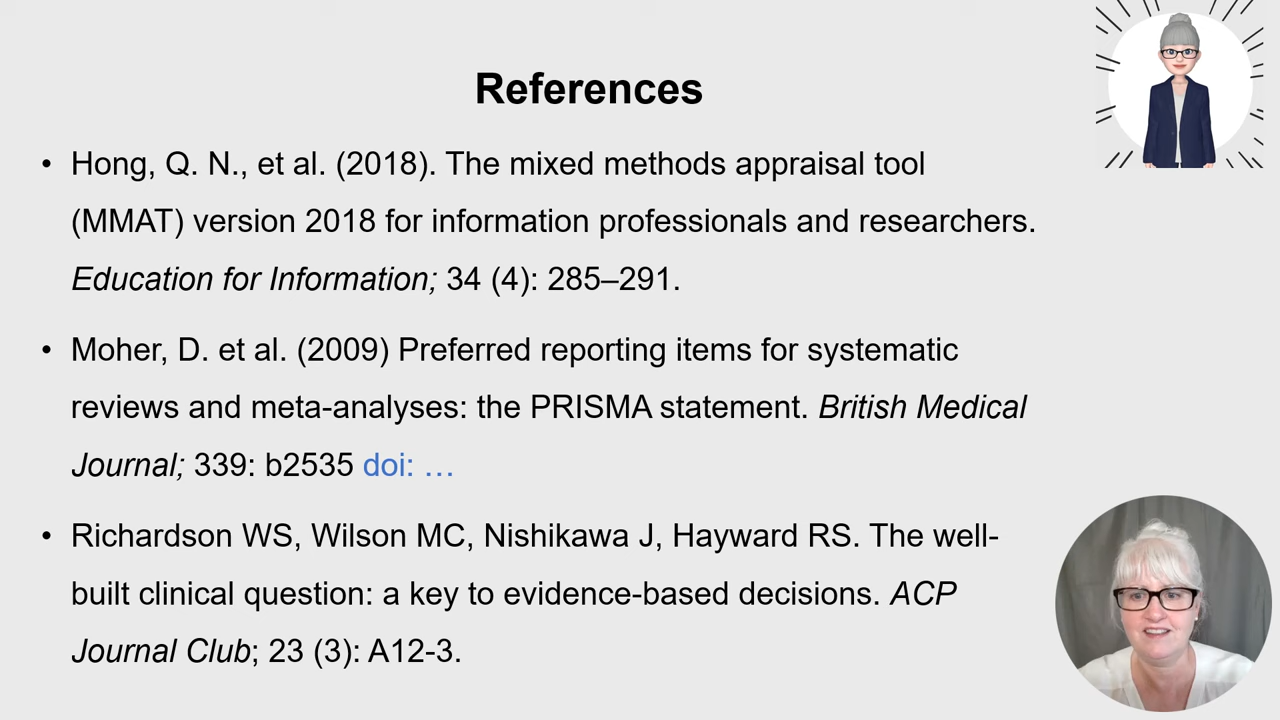 References
• Hong, Q. N., et al. (2018). The mixed methods appraisal tool
(MMAT) version 2018 for information professionals and researchers.
Education for Information; 34 (4): 285–291.
• Moher, D. et al. (2009) Preferred reporting items for systematic
reviews and meta-analyses: the PRISMA statement. British Medical
Journal; 339: b2535 doi: …
• Richardson WS, Wilson MC, Nishikawa J, Hayward RS. The well-
built clinical question: a key to evidence-based decisions. ACP
Journal Club; 23 (3): A12-3.